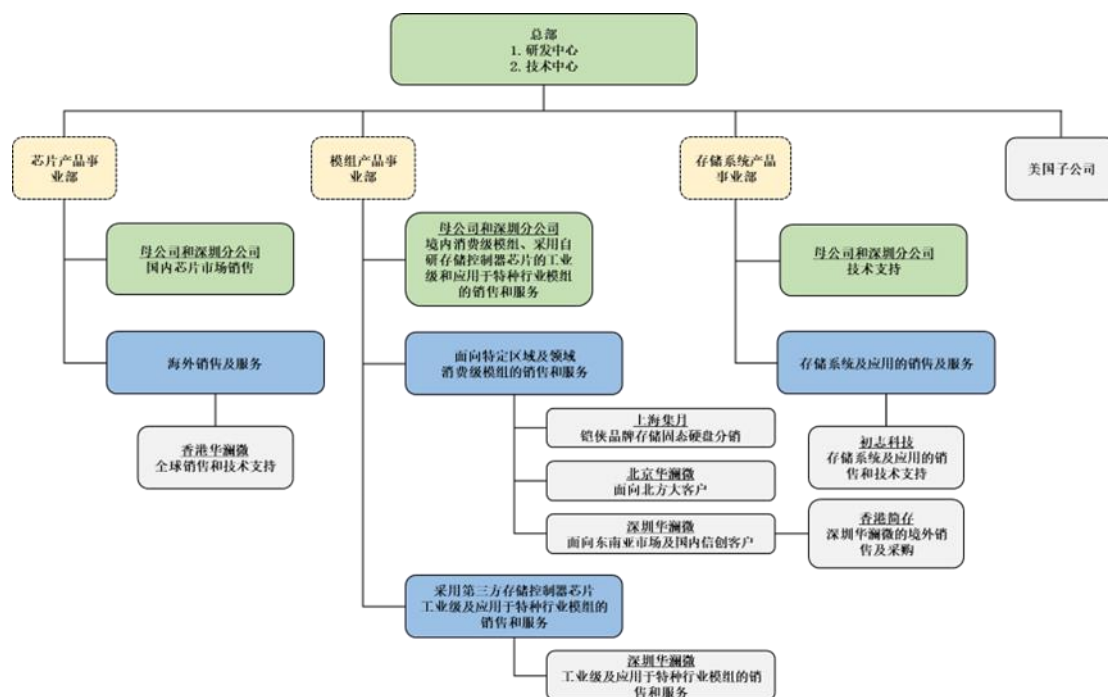 总部
1. 研发中心
2. 技术中心
芯片产品事
业部
模组产品事
业部
存储系统产品
事业部
美国子公司
母公司和深圳分公司
国内芯片市场销售
母公司和深圳分公司
境内消费级模组、采用自
研存储控制器芯片的工业
级和应用于特种行业模组
的销售和服务
母公司和深圳分公司
技术支持
海外销售及服务
面向特定区域及领域
消费级模组的销售和服务
存储系统及应用的销售及服务
香港华澜微
全球销售和技术支持
上海集月
铠侠品牌存储固态硬盘分销
北京华澜微
面向北方大客户
深圳华澜微
面向东南亚市场及国内信创客户
初志科技
存储系统及应用的销
售和技术支持
香港简存
深圳华澜微的境外销
售及采购
采用第三方存储控制器芯片
工业级及应用于特种行业模组的
销售和服务
深圳华澜微
工业级及应用于特种行业模组的销
售和服务